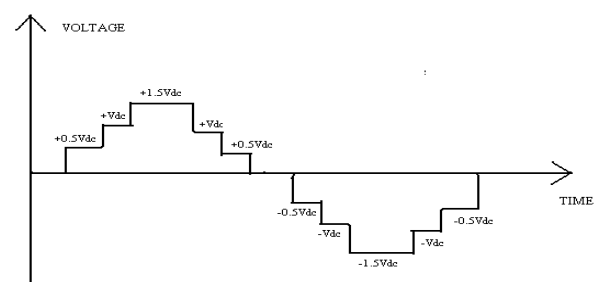 VOLTAGE
+1.5Vdc
+Vdc
+Vdc
+0.5Vdc
+0.5Vdc
TIME
-0.5Vdc
-0.5Vdc
-Vdc
-Vdc
-1.5Vdc